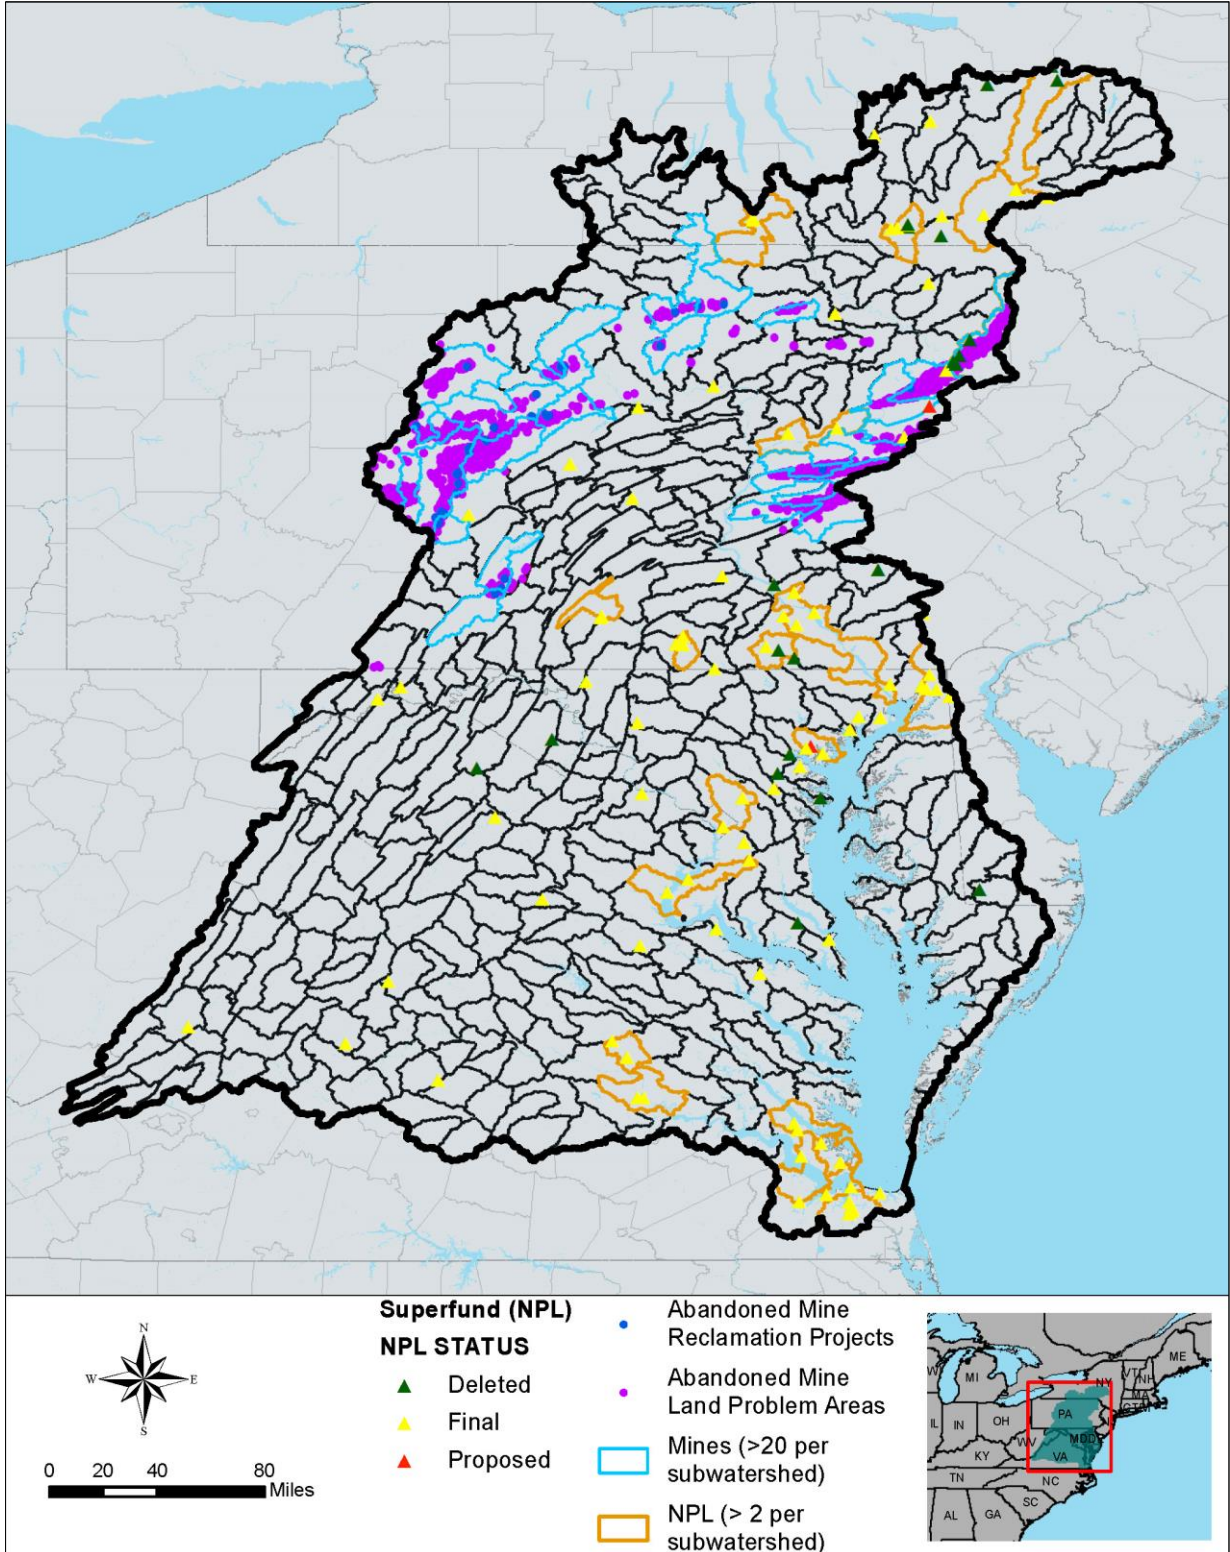 N
W
E
S
0 20 40 80
Miles
Superfund (NPL)
NPL STATUS
Deleted
Final
Proposed
Abandoned Mine
Reclamation Projects
Abandoned Mine
Land Problem Areas
Mines (>20 per
subwatershed)
NPL (> 2 per
subwatershed)
ME
VT
NH
NY
MA
MI
PA
IL
IN
OH
WV
MD
VA
KY
TN
NC
SC
AL
GA